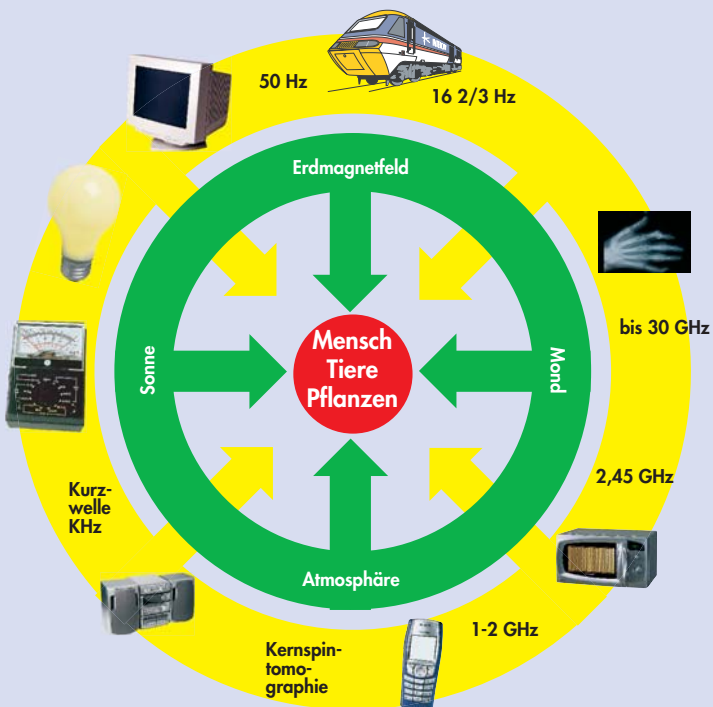 50 Hz
16 2/3 Hz
Erdmagnetfeld
bis 30 GHz
Mensch
Tiere
Pflanzen
Sonne
Mond
2,45 GHz
Kurz-
welle
KHz
Atmosphäre
1-2 GHz
Kernspin-
tomo-
graphie